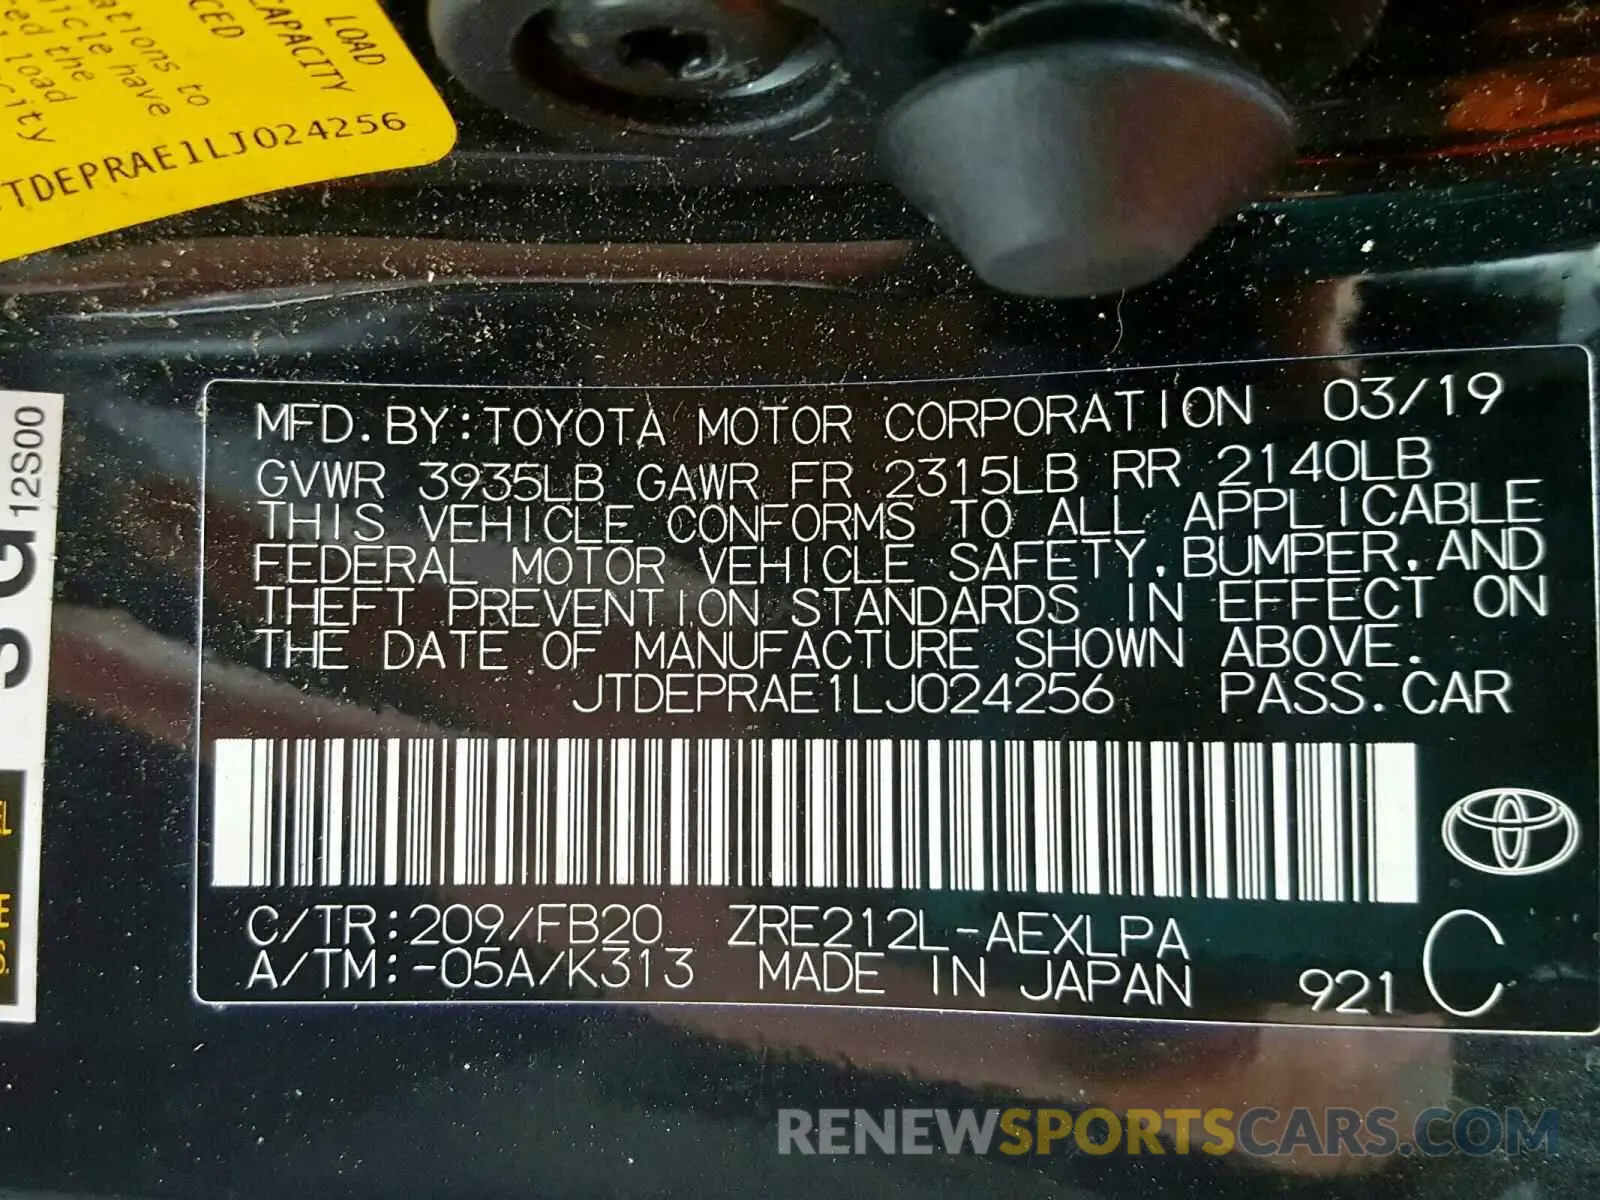 LOAD
CAPACITY
TDEPRAE1LJ024256
12S00
MFD. BY:TOYOTA MOTOR CORPORATION 03/19
GVWR 3935LB GAWR FR 2315LB RR 2140LB
THIS VEHICLE CONFORMS TO ALL APPLICABLE
FEDERAL MOTOR VEHICLE SAFETY, BUMPER, AND
THEFT PREVENTION STANDARDS IN EFFECT ON
THE DATE OF MANUFACTURE SHOWN ABOVE.
JTDEPRAE1LJ024256 PASS. CAR
C/TR:209/FB20 ZRE212L-AEXLPA
A/TM:-05A/K313 MADE IN JAPAN 921 C
RENEWSPORTSCARS.COM